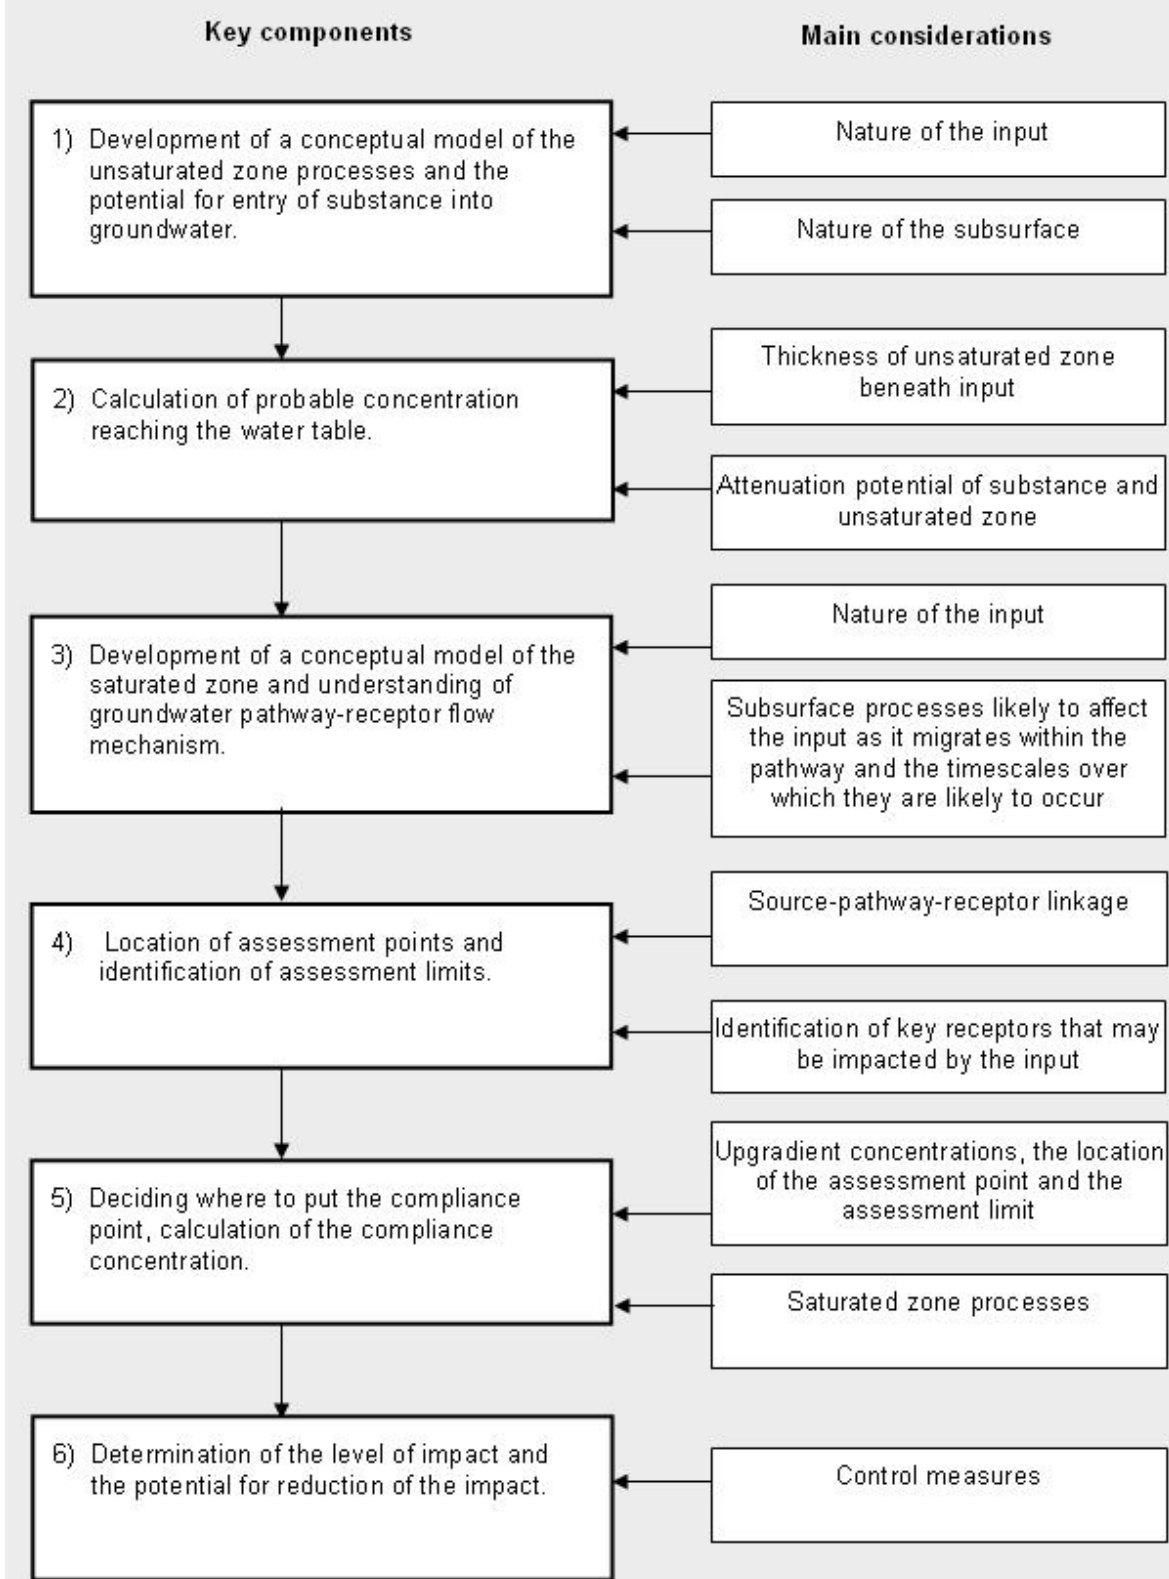 Key components
Main considerations
1) Development of a conceptual model of the
unsaturated zone processes and the
potential for entry of substance into
groundwater.
Nature of the input
Nature of the subsurface
2) Calculation of probable concentration
reaching the water table.
Thickness of unsaturated zone
beneath input
Attenuation potential of substance and
unsaturated zone
3) Development of a conceptual model of the
saturated zone and understanding of
groundwater pathway-receptor flow
mechanism.
Nature of the input
Subsurface processes likely to affect
the input as it migrates within the
pathway and the timescales over
which they are likely to occur
4) Location of assessment points and
identification of assessment limits.
Source-pathway-receptor linkage
Identification of key receptors that may
be impacted by the input
5) Deciding where to put the compliance
point, calculation of the compliance
concentration.
Upgradient concentrations, the location
of the assessment point and the
assessment limit
Saturated zone processes
6) Determination of the level of impact and
the potential for reduction of the impact.
Control measures